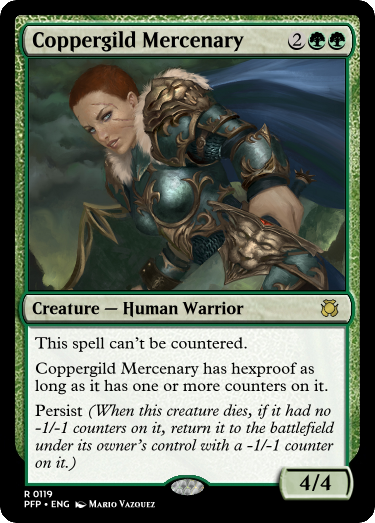 Coppergild Mercenary 2
Creature — Human Warrior
This spell can't be countered.
Coppergild Mercenary has hexproof as
long as it has one or more counters on it.
Persist (When this creature dies, if it had no
-1/-1 counters on it, return it to the battlefield
under its owner's control with a -1/-1 counter
on it.)
4/4
R 0119
PFP • ENG Mario Vazquez